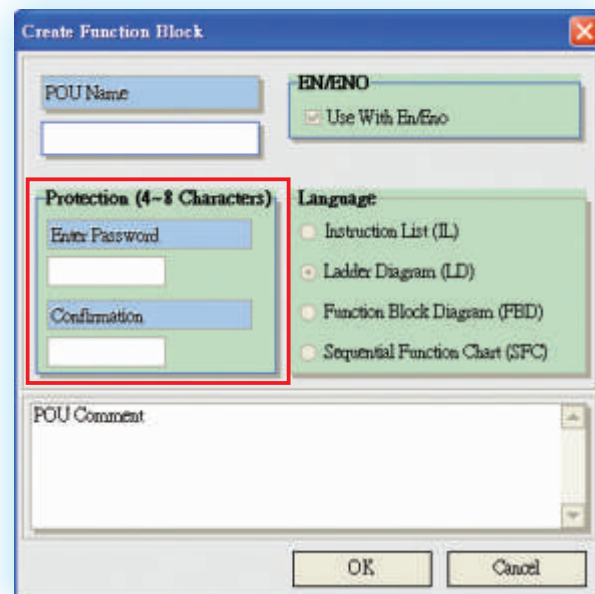 Create Function Block
POU Name
EN/ENO
Use With En/Eno
Protection (4~8 Characters)
Enter Password
Confirmation
Language
Instruction List (IL)
Ladder Diagram (LD)
Function Block Diagram (FBD)
Sequential Function Chart (SFC)
POU Comment
OK
Cancel